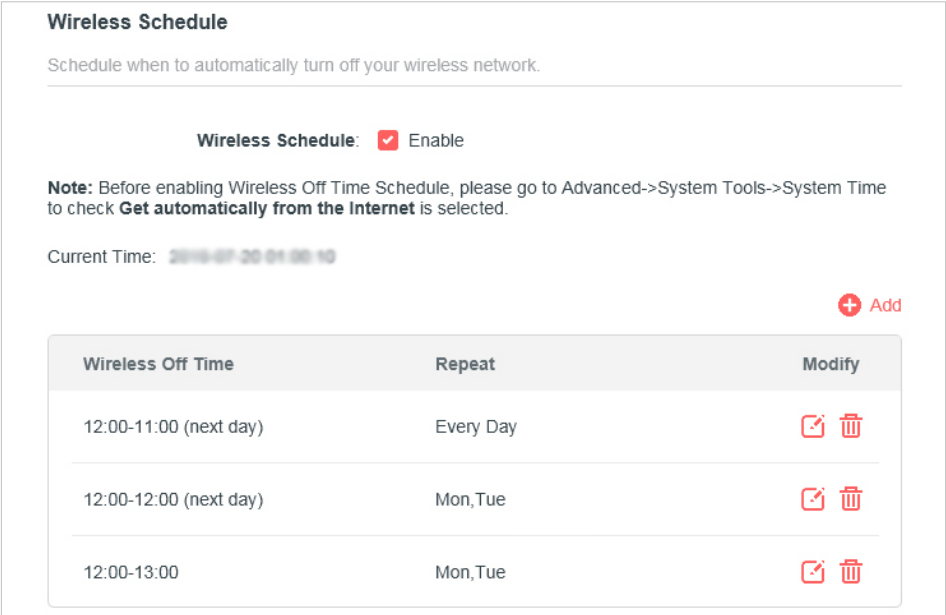 Wireless Schedule
Schedule when to automatically turn off your wireless network.
Wireless Schedule: Enable
Note: Before enabling Wireless Off Time Schedule, please go to Advanced->System Tools->System Time
to check Get automatically from the Internet is selected.
Current Time:
Add
Wireless Off Time Repeat Modify
12:00-11:00 (next day) Every Day
12:00-12:00 (next day) Mon,Tue
12:00-13:00 Mon,Tue